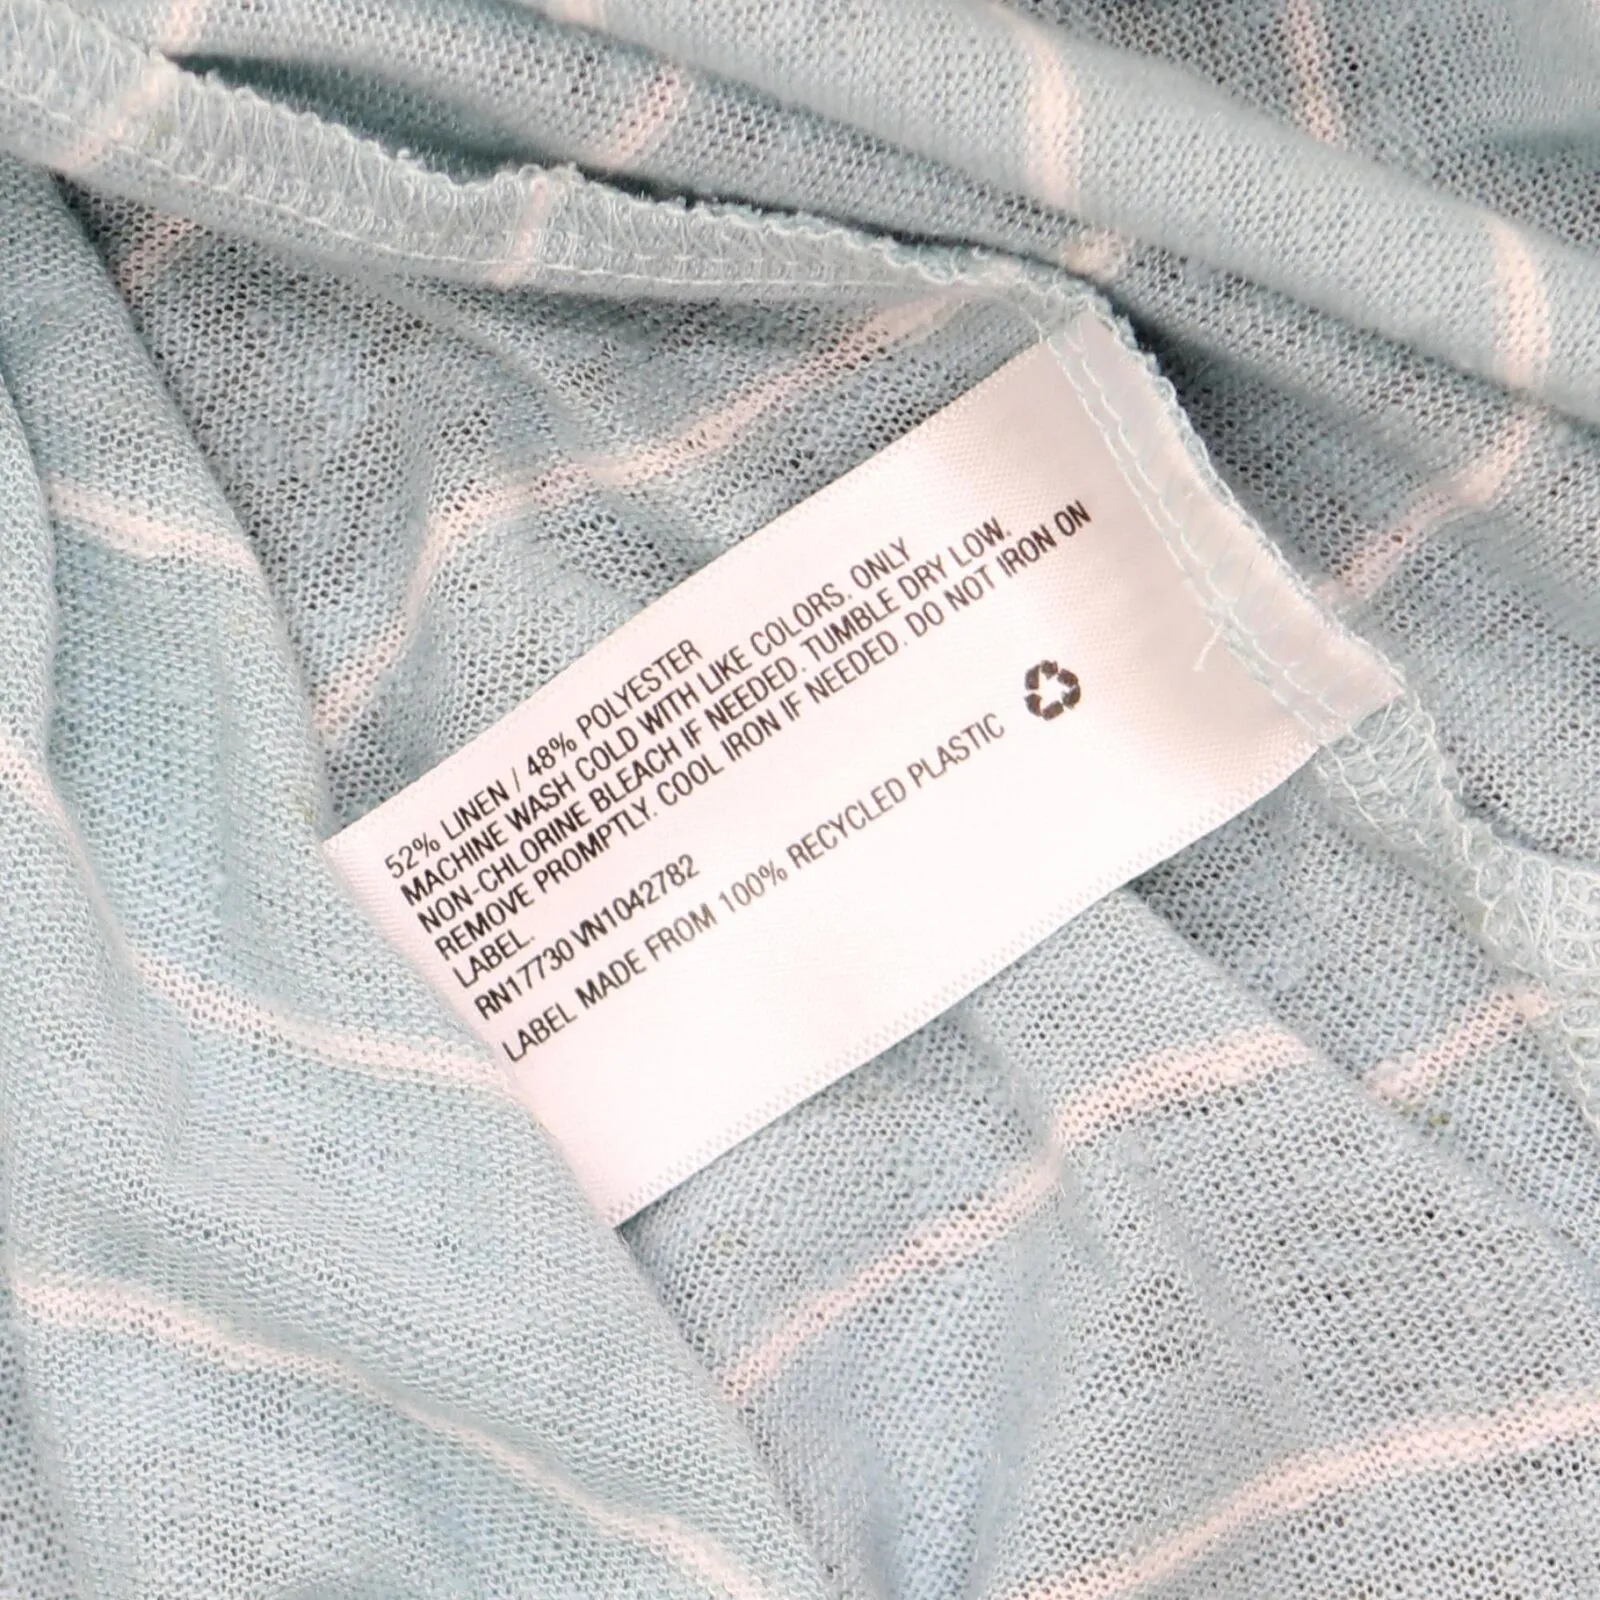 52% LINEN / 48% POLYESTER
MACHINE WASH COLD WITH LIKE COLORS. ONLY
NON-CHLORINE BLEACH IF NEEDED. TUMBLE DRY LOW.
REMOVE PROMPTLY. COOL IRON IF NEEDED. DO NOT IRON ON
LABEL.
RN17730 VN1042782
LABEL MADE FROM 100% RECYCLED PLASTIC